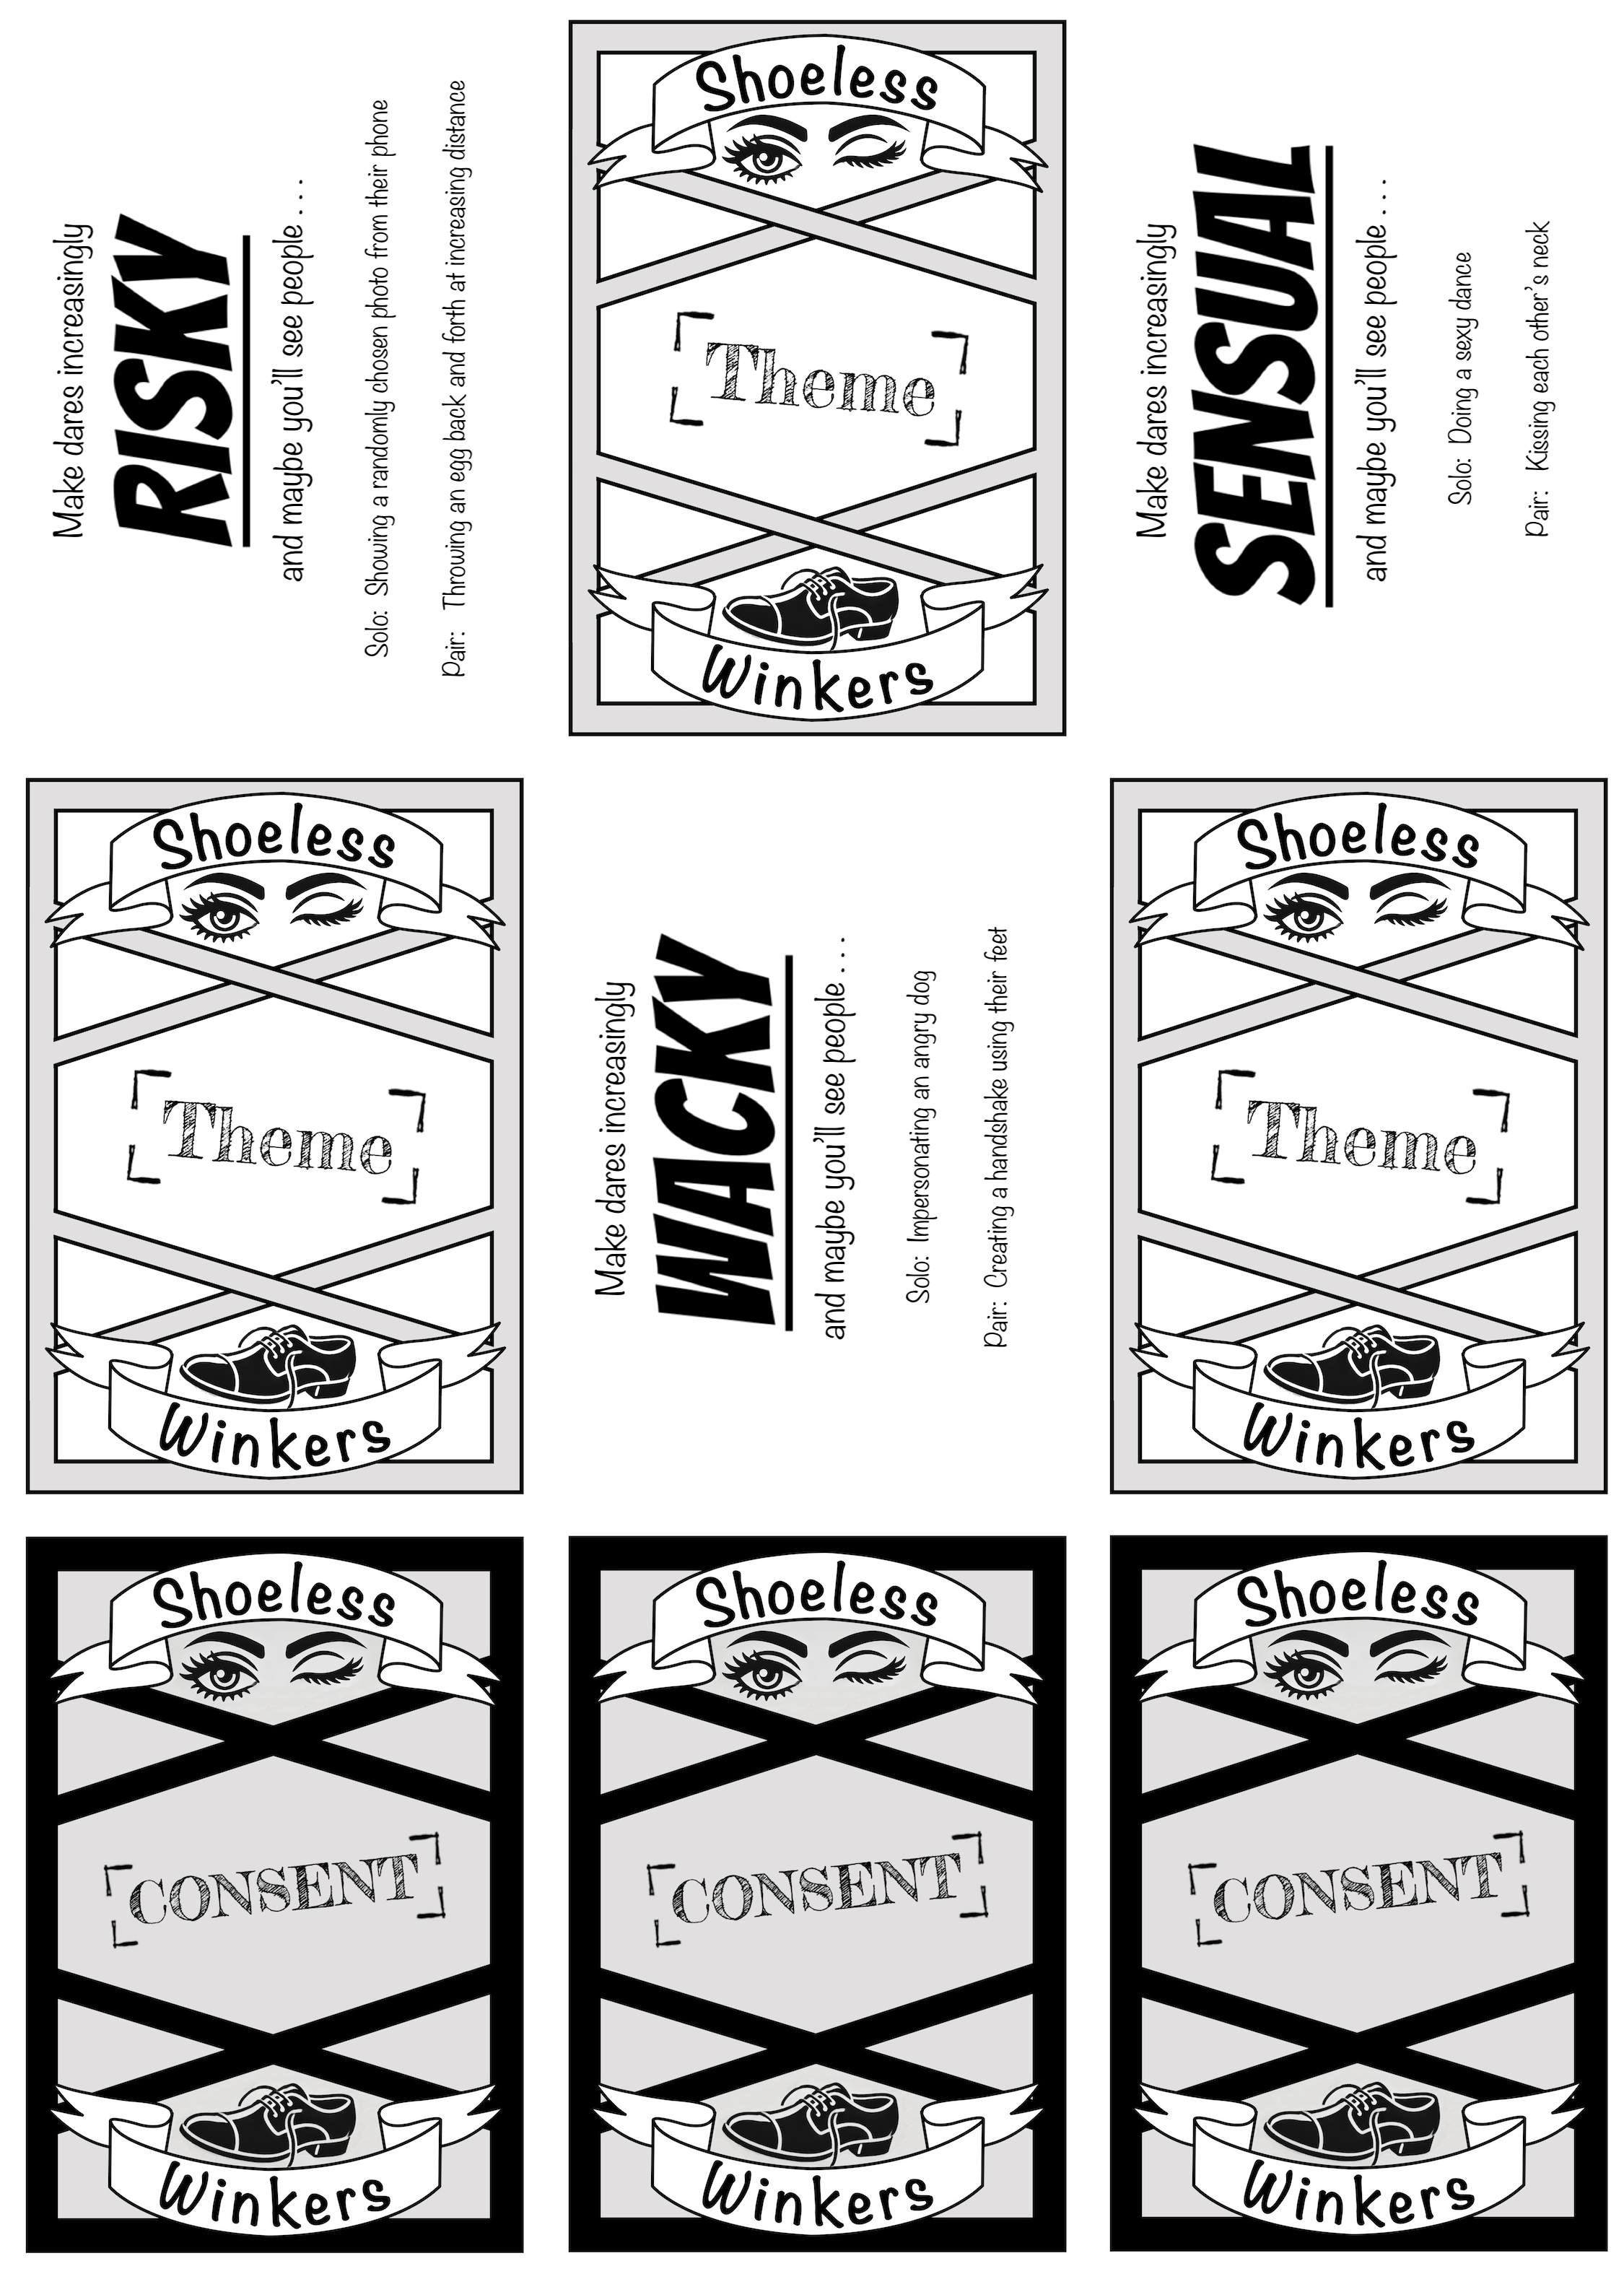 Make dares increasingly
RISKY
and maybe you'll see people . . .
Solo: Showing a randomly chosen photo from their phone
Pair: Throwing an egg back and forth at increasing distance
Shoeless
Theme
Winkers
Make dares increasingly
SENSUAL
and maybe you'll see people . . .
Solo: Doing a sexy dance
Pair: Kissing each other's neck
Shoeless
Theme
Winkers
Make dares increasingly
WACKY
and maybe you'll see people . . .
Solo: Impersonating an angry dog
Pair: Creating a handshake using their feet
Shoeless
Theme
Winkers
Shoeless
CONSENT
Winkers
Shoeless
CONSENT
Winkers
Shoeless
CONSENT
Winkers